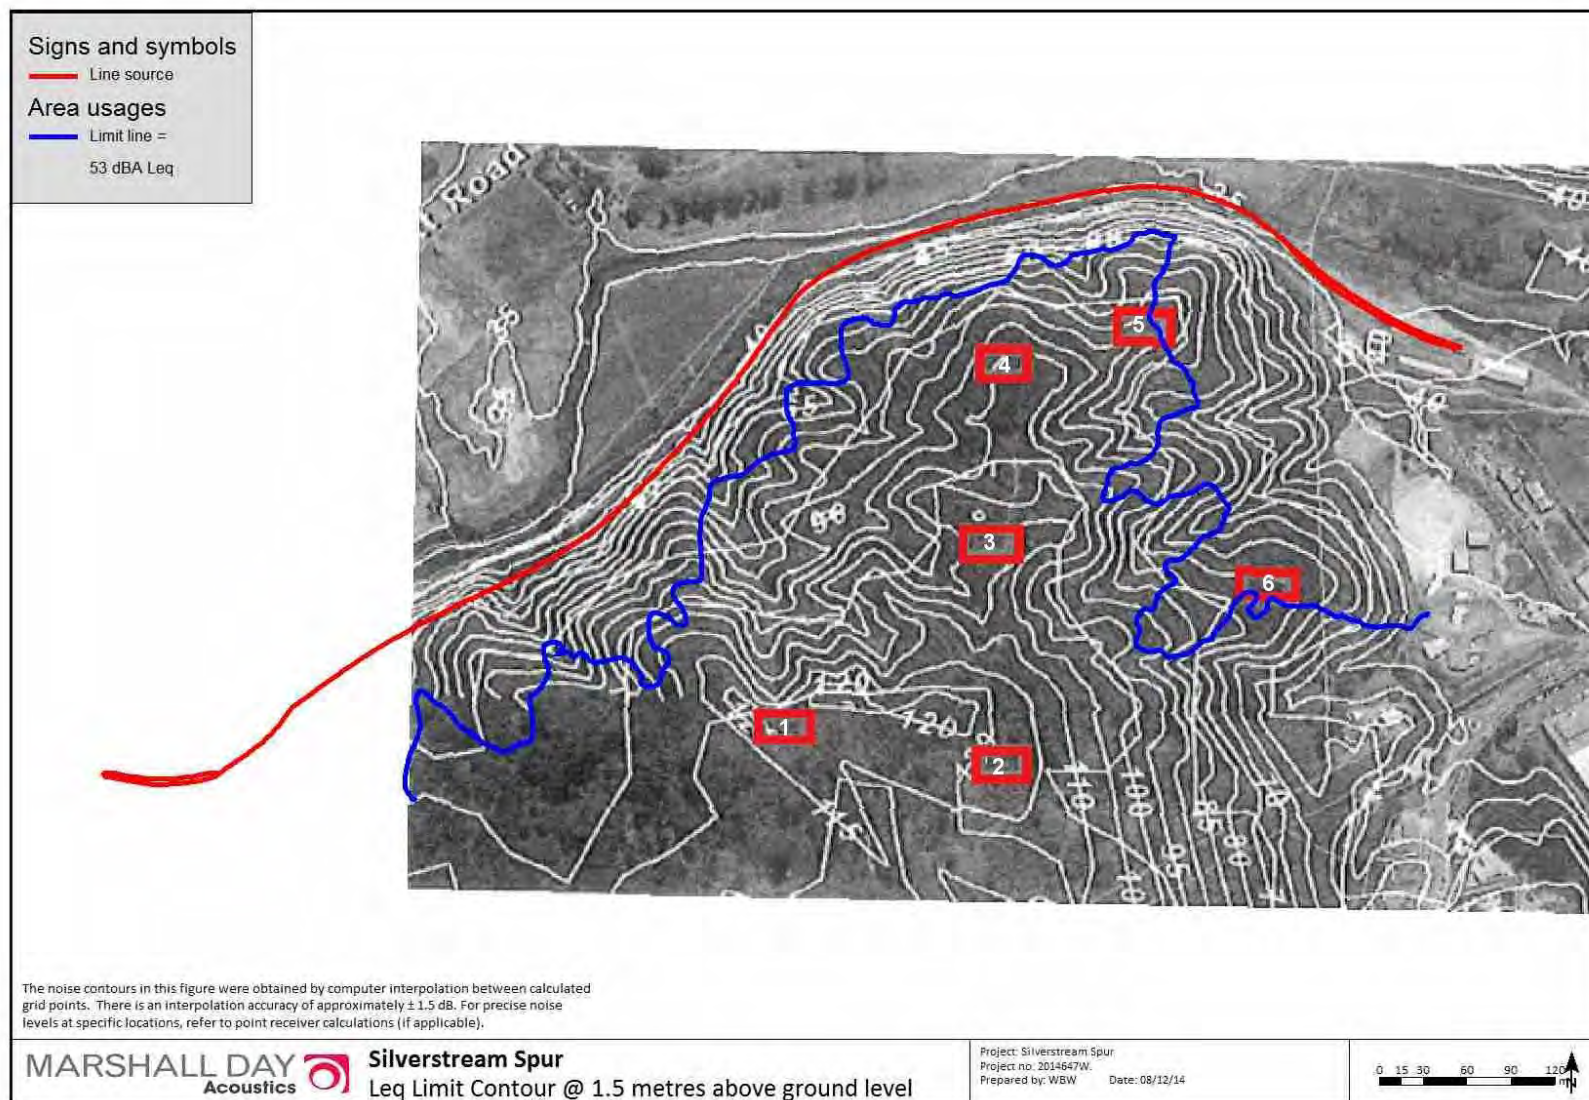 Signs and symbols
Line source
Area usages
Limit line =
53 dBA Leq
Road
5
4
3
6
1
2
120
115
110
100
95
80
40
The noise contours in this figure were obtained by computer interpolation between calculated
grid points. There is an interpolation accuracy of approximately ± 1.5 dB. For precise noise
levels at specific locations, refer to point receiver calculations (if applicable).
MARSHALL DAY
Acoustics
Silverstream Spur
Leq Limit Contour @ 1.5 metres above ground level
Project: Silverstream Spur
Project no: 2014647W.
Prepared by: WBW Date: 08/12/14
0 15 30 60 90 120
m
N